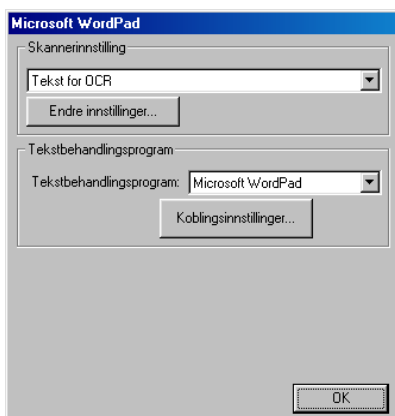 Microsoft WordPad
Skannerinnstilling
Tekst for OCR
Endre innstillinger...
Tekstbehandlingsprogram
Tekstbehandlingsprogram: Microsoft WordPad
Koblingsinnstillinger...
OK